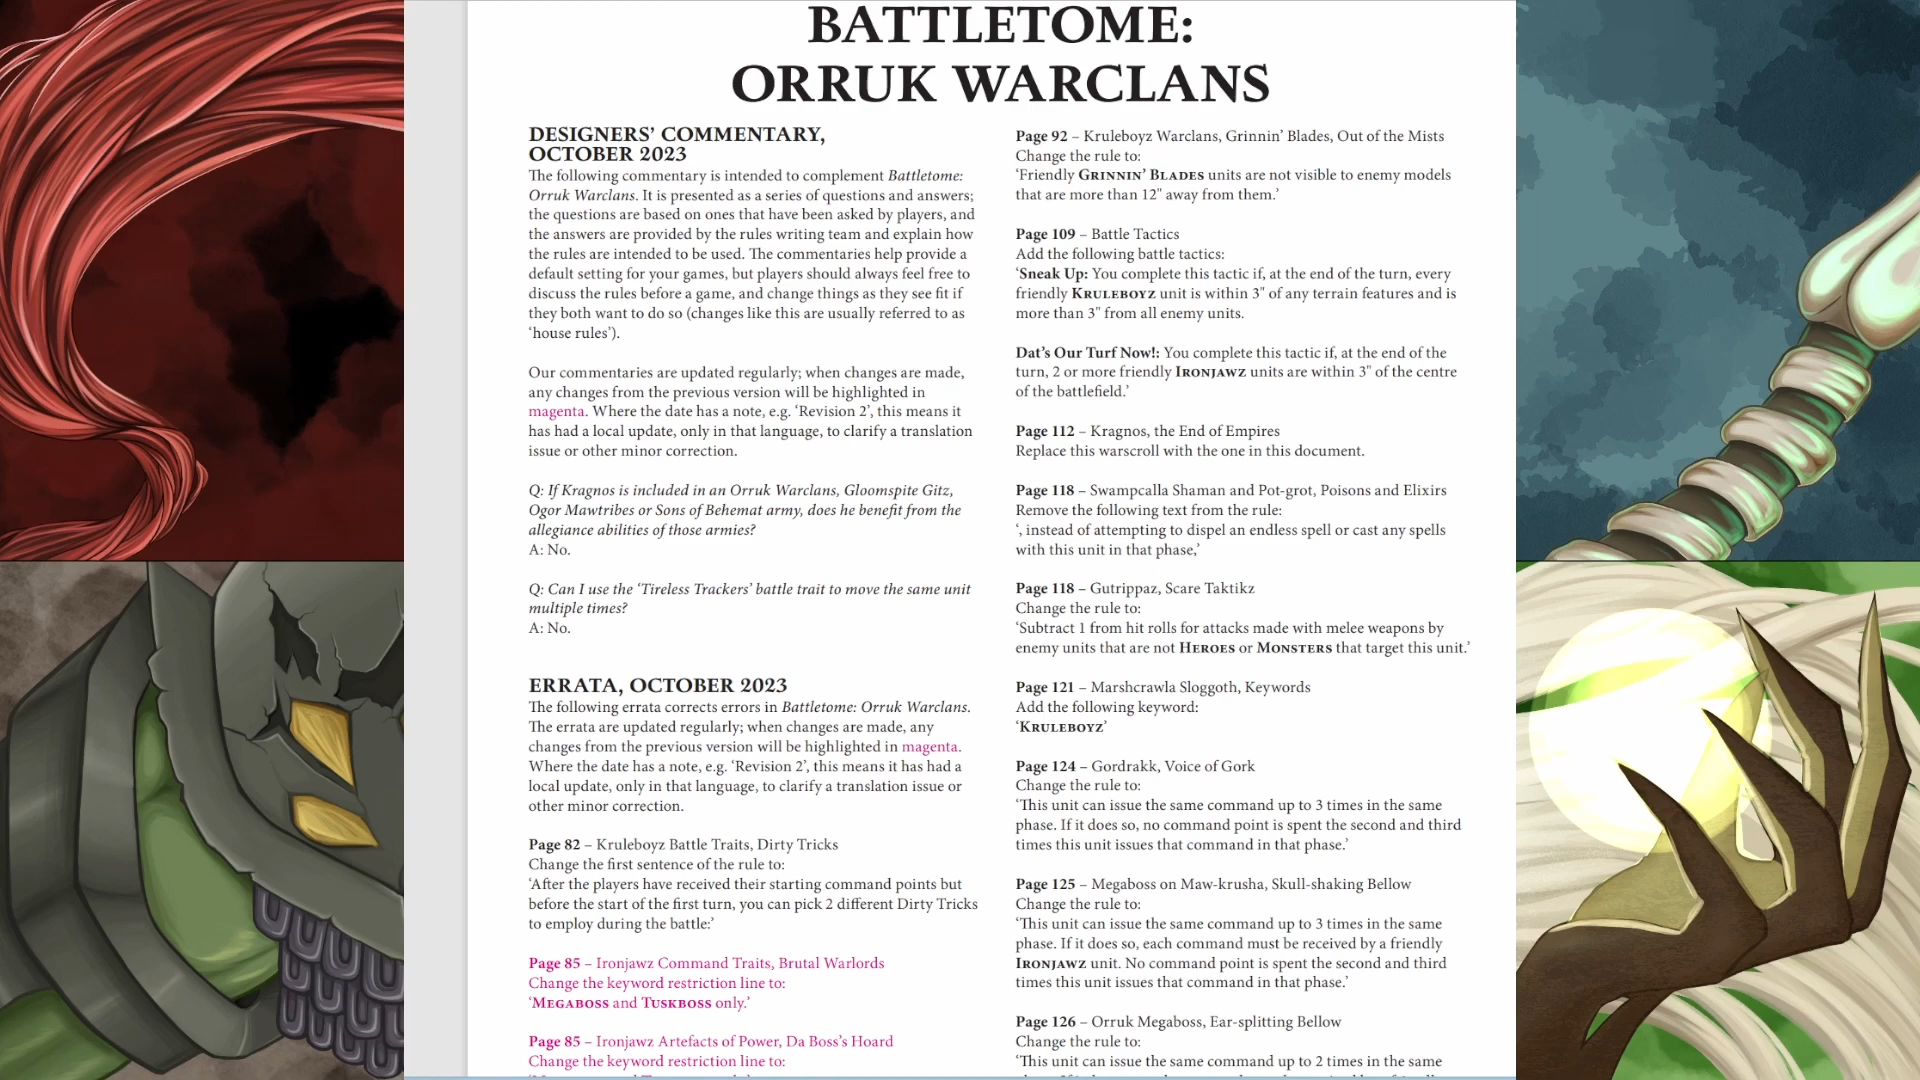 BATTLETOME:
ORRUK WARCLANS
DESIGNERS’ COMMENTARY,
OCTOBER 2023
The following commentary is intended to complement Battletome:
Orruk Warclans. It is presented as a series of questions and answers;
the questions are based on ones that have been asked by players, and
the answers are provided by the rules writing team and explain how
the rules are intended to be used. The commentaries help provide a
default setting for your games, but players should always feel free to
discuss the rules before a game, and change things as they see fit if
they both want to do so (changes like this are usually referred to as
‘house rules’).
Our commentaries are updated regularly; when changes are made,
any changes from the previous version will be highlighted in
magenta. Where the date has a note, e.g. ‘Revision 2’, this means it
has had a local update, only in that language, to clarify a translation
issue or other minor correction.
Q: If Kragnos is included in an Orruk Warclans, Gloomspite Gitz,
Ogor Mawtribes or Sons of Behemat army, does he benefit from the
allegiance abilities of those armies?
A: No.
Q: Can I use the ‘Tireless Trackers’ battle trait to move the same unit
multiple times?
A: No.
ERRATA, OCTOBER 2023
The following errata corrects errors in Battletome: Orruk Warclans.
The errata are updated regularly; when changes are made, any
changes from the previous version will be highlighted in magenta.
Where the date has a note, e.g. ‘Revision 2’, this means it has had a
local update, only in that language, to clarify a translation issue or
other minor correction.
Page 82 – Kruleboyz Battle Traits, Dirty Tricks
Change the first sentence of the rule to:
‘After the players have received their starting command points but
before the start of the first turn, you can pick 2 different Dirty Tricks
to employ during the battle:’
Page 85 – Ironjawz Command Traits, Brutal Warlords
Change the keyword restriction line to:
‘MEGABOSS and TUSKBOSS only.’
Page 85 – Ironjawz Artefacts of Power, Da Boss’s Hoard
Change the keyword restriction line to:
Page 92 – Kruleboyz Warclans, Grinnin’ Blades, Out of the Mists
Change the rule to:
‘Friendly GRINNIN’ BLADES units are not visible to enemy models
that are more than 12" away from them.’
Page 109 – Battle Tactics
Add the following battle tactics:
‘Sneak Up: You complete this tactic if, at the end of the turn, every
friendly KRULEBOYZ unit is within 3" of any terrain features and is
more than 3" from all enemy units.
Dat’s Our Turf Now!: You complete this tactic if, at the end of the
turn, 2 or more friendly IRONJAWZ units are within 3" of the centre
of the battlefield.’
Page 112 – Kragnos, the End of Empires
Replace this warscroll with the one in this document.
Page 118 – Swampcalla Shaman and Pot-grot, Poisons and Elixirs
Remove the following text from the rule:
‘, instead of attempting to dispel an endless spell or cast any spells
with this unit in that phase,’
Page 118 – Gutrippaz, Scare Taktikz
Change the rule to:
‘Subtract 1 from hit rolls for attacks made with melee weapons by
enemy units that are not HEROES or MONSTERS that target this unit.’
Page 121 – Marshcrawla Sloggoth, Keywords
Add the following keyword:
‘KRULEBOYZ’
Page 124 – Gordrakk, Voice of Gork
Change the rule to:
‘This unit can issue the same command up to 3 times in the same
phase. If it does so, no command point is spent the second and third
times this unit issues that command in that phase.’
Page 125 – Megaboss on Maw-krusha, Skull-shaking Bellow
Change the rule to:
‘This unit can issue the same command up to 3 times in the same
phase. If it does so, each command must be received by a friendly
IRONJAWZ unit. No command point is spent the second and third
times this unit issues that command in that phase.’
Page 126 – Orruk Megaboss, Ear-splitting Bellow
Change the rule to:
‘This unit can issue the same command up to 2 times in the same